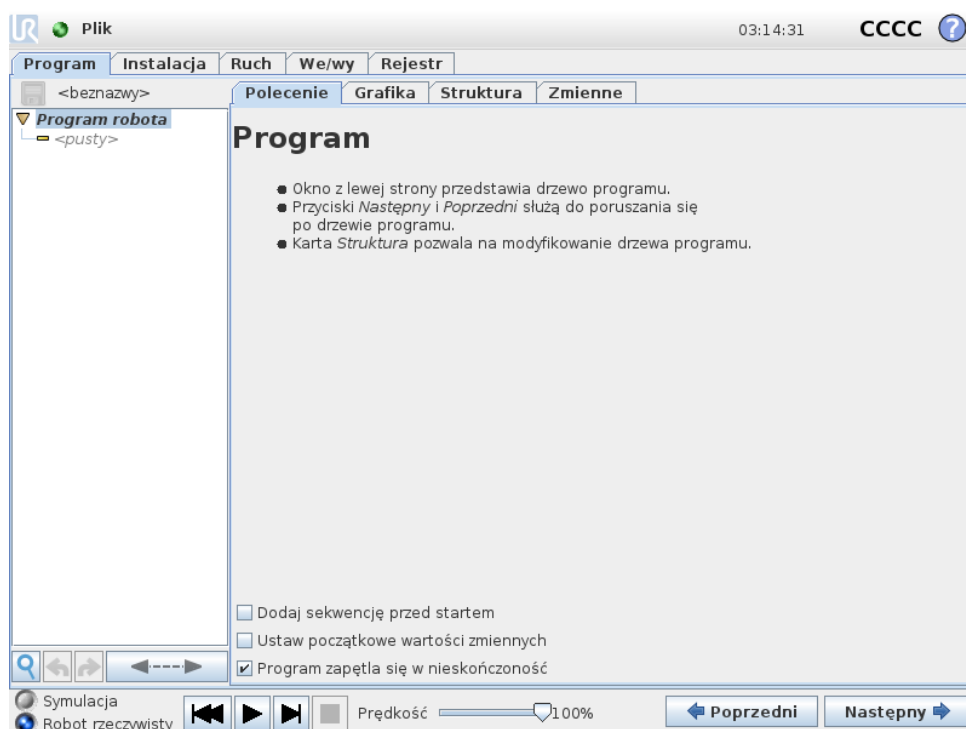 UR Plik 03:14:31 CCCC ?
Program Instalacja Ruch We/wy Rejestr
<beznazwy> Polecenie Grafika Struktura Zmienne
Program robota
<pusty>
Program
Okno z lewej strony przedstawia drzewo programu.
Przyciski Następny i Poprzedni służą do poruszania się
po drzewie programu.
Karta Struktura pozwala na modyfikowanie drzewa programu.
Dodaj sekwencję przed startem
Ustaw początkowe wartości zmiennych
Program zapętla się w nieskończoność
Symulacja
Robot rzeczywisty
Prędkość 100% Poprzedni Następny